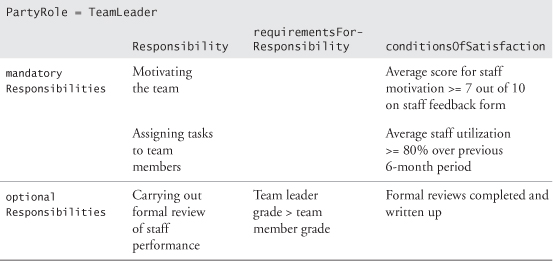 PartyRole = TeamLeader
Responsibility
requirementsFor-
Responsibility
conditionsOfSatisfaction
mandatory
Responsibilities
Motivating
the team
Average score for staff
motivation >= 7 out of 10
on staff feedback form
Assigning tasks
to team
members
Average staff utilization
>= 80% over previous
6-month period
optional
Responsibilities
Carrying out
formal review
of staff
performance
Team leader
grade > team
member grade
Formal reviews completed and
written up